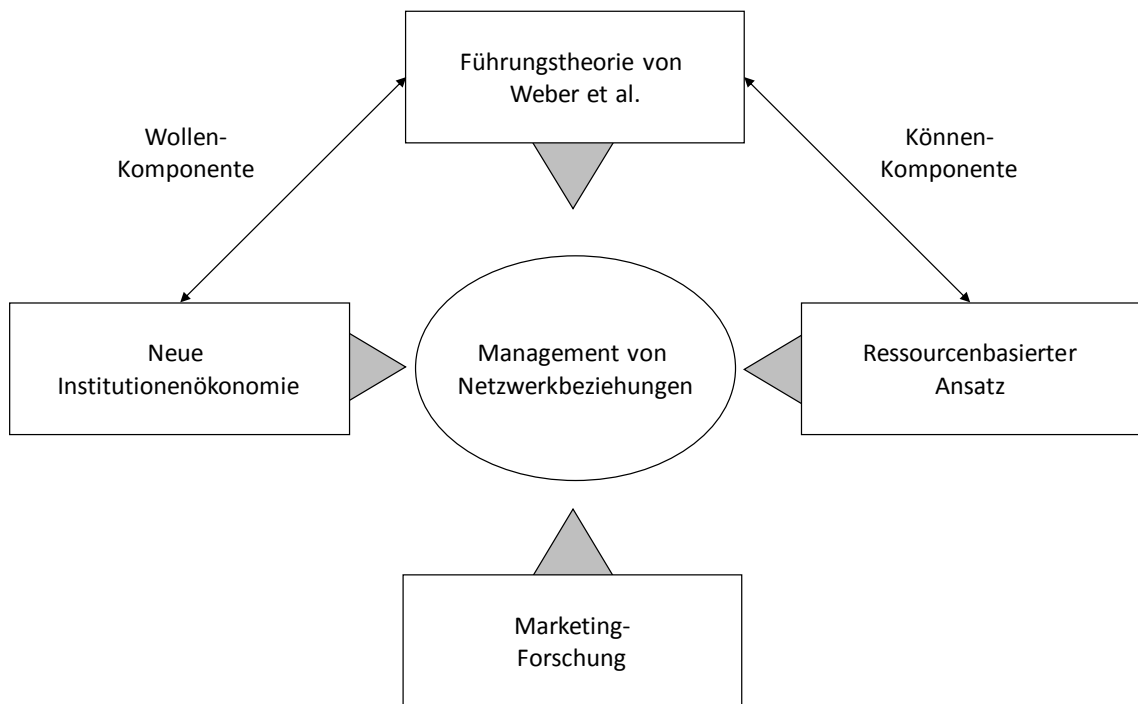 Führungstheorie von
Weber et al.
Wollen-
Komponente
Können-
Komponente
Neue
Institutionenökonomie
Management von
Netzwerkbeziehungen
Ressourcenbasierter
Ansatz
Marketing-
Forschung